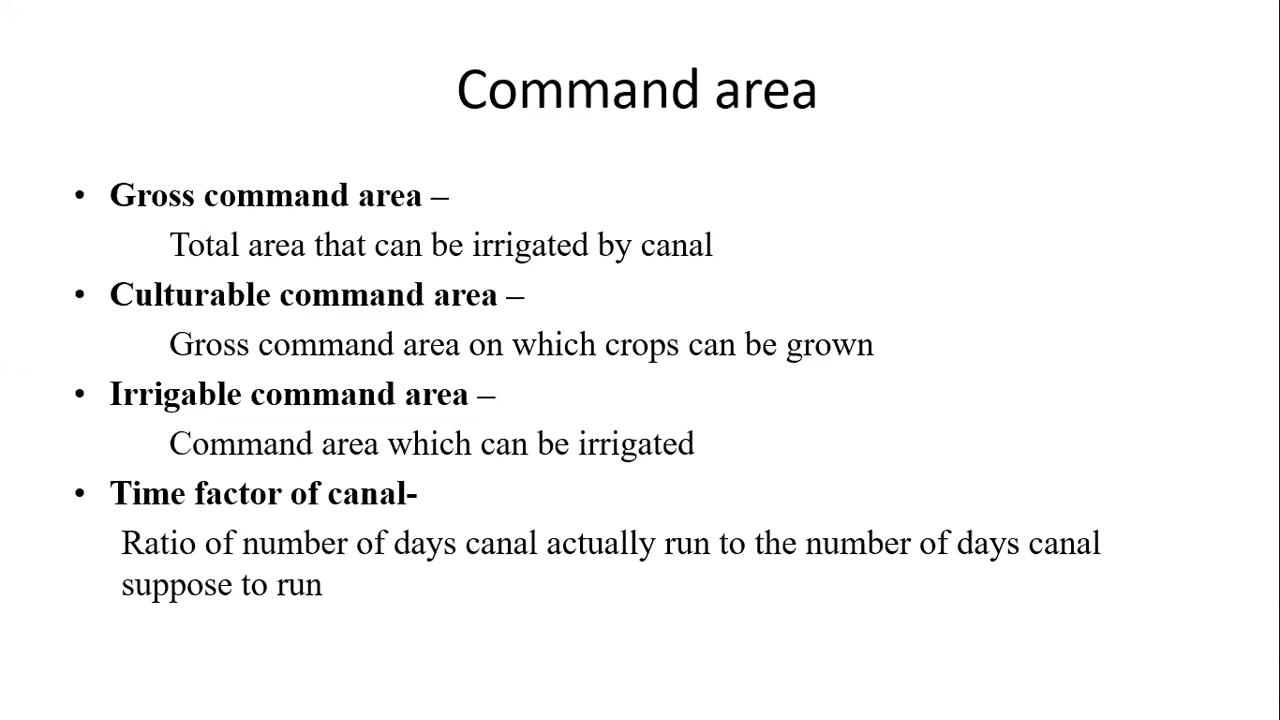 Command area
• Gross command area –
Total area that can be irrigated by canal
• Culturable command area –
Gross command area on which crops can be grown
• Irrigable command area –
Command area which can be irrigated
• Time factor of canal-
Ratio of number of days canal actually run to the number of days canal
suppose to run